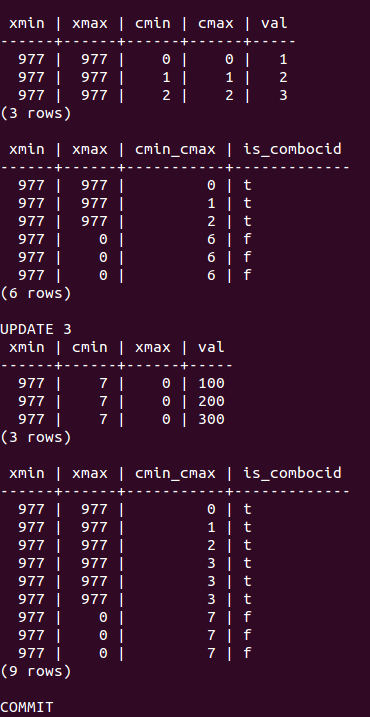 xmin | xmax | cmin | cmax | val
------+------+------+------+-----
  977 |  977 |    0 |    0 |   1
  977 |  977 |    1 |    1 |   2
  977 |  977 |    2 |    2 |   3
(3 rows)

 xmin | xmax | cmin_cmax | is_combocid
------+------+-----------+-------------
  977 |  977 |         0 | t
  977 |  977 |         1 | t
  977 |  977 |         2 | t
  977 |    0 |         6 | f
  977 |    0 |         6 | f
  977 |    0 |         6 | f
(6 rows)

UPDATE 3
 xmin | cmin | xmax | val
------+------+------+-----
  977 |    7 |    0 | 100
  977 |    7 |    0 | 200
  977 |    7 |    0 | 300
(3 rows)

 xmin | xmax | cmin_cmax | is_combocid
------+------+-----------+-------------
  977 |  977 |         0 | t
  977 |  977 |         1 | t
  977 |  977 |         2 | t
  977 |  977 |         3 | t
  977 |  977 |         3 | t
  977 |  977 |         3 | t
  977 |    0 |         7 | f
  977 |    0 |         7 | f
  977 |    0 |         7 | f
(9 rows)

COMMIT